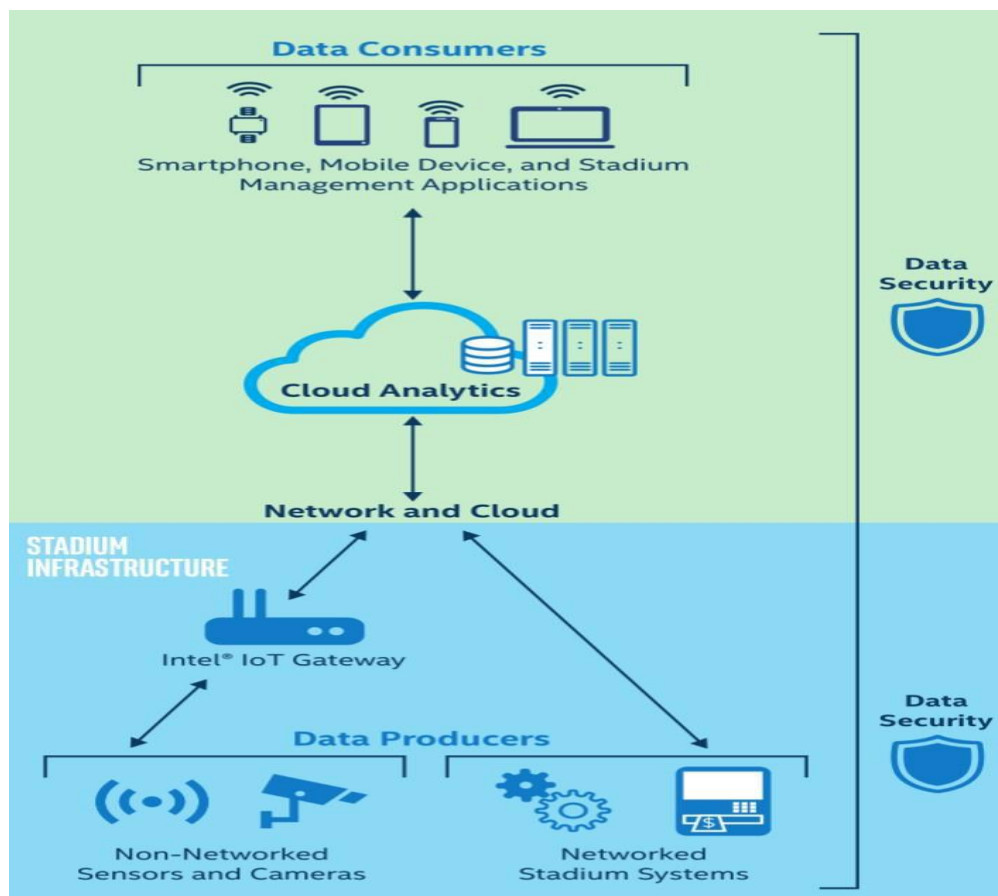 Data Consumers
Smartphone, Mobile Device, and Stadium
Management Applications
Data
Security
Cloud Analytics
Network and Cloud
STADIUM
INFRASTRUCTURE
Intel® IoT Gateway
Data
Security
Data Producers
$
Non-Networked
Sensors and Cameras
Networked
Stadium Systems